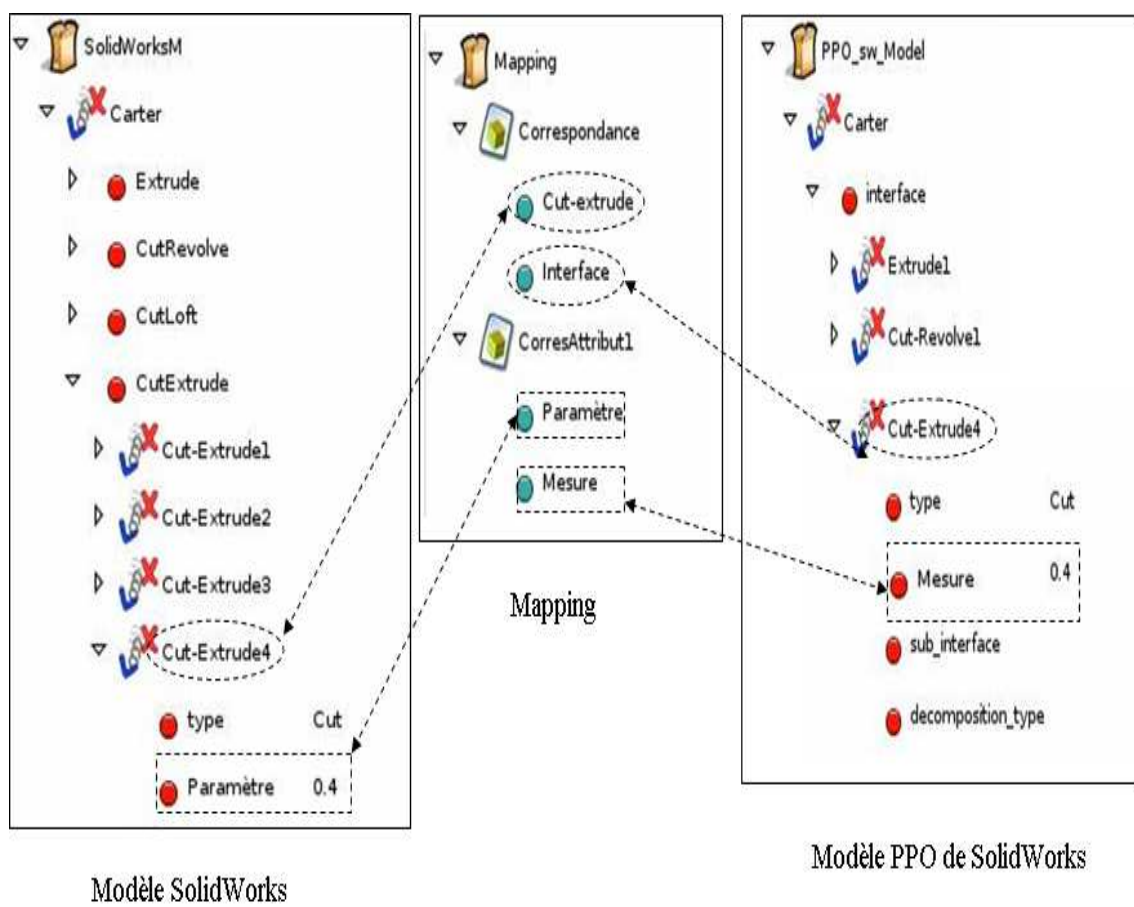 SolidWorksM
Carter
Extrude
CutRevolve
CutLoft
CutExtrude
Cut-Extrude1
Cut-Extrude2
Cut-Extrude3
Cut-Extrude4
type Cut
Paramètre 0.4
Modèle SolidWorks
Mapping
Correspondance
Cut-extrude
Interface
CorresAttribut1
Paramètre
Mesure
Mapping
PPO_sw_Model
Carter
interface
Extrude1
Cut-Revolve1
Cut-Extrude4
type Cut
Mesure 0.4
sub_interface
decomposition_type
Modèle PPO de SolidWorks